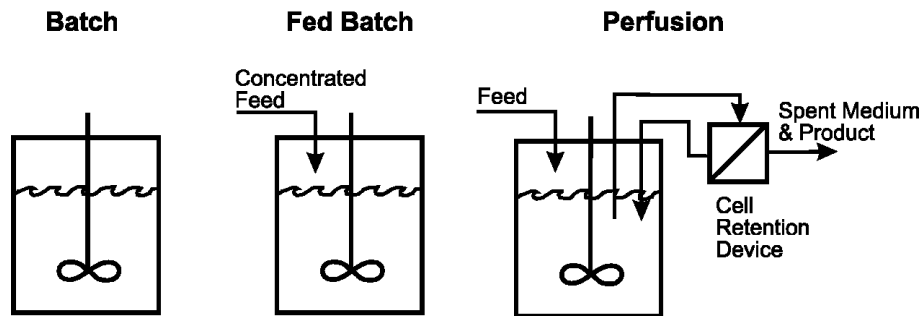 Batch
Fed Batch
Perfusion
Concentrated
Feed
Feed
Spent Medium
& Product
Cell
Retention
Device